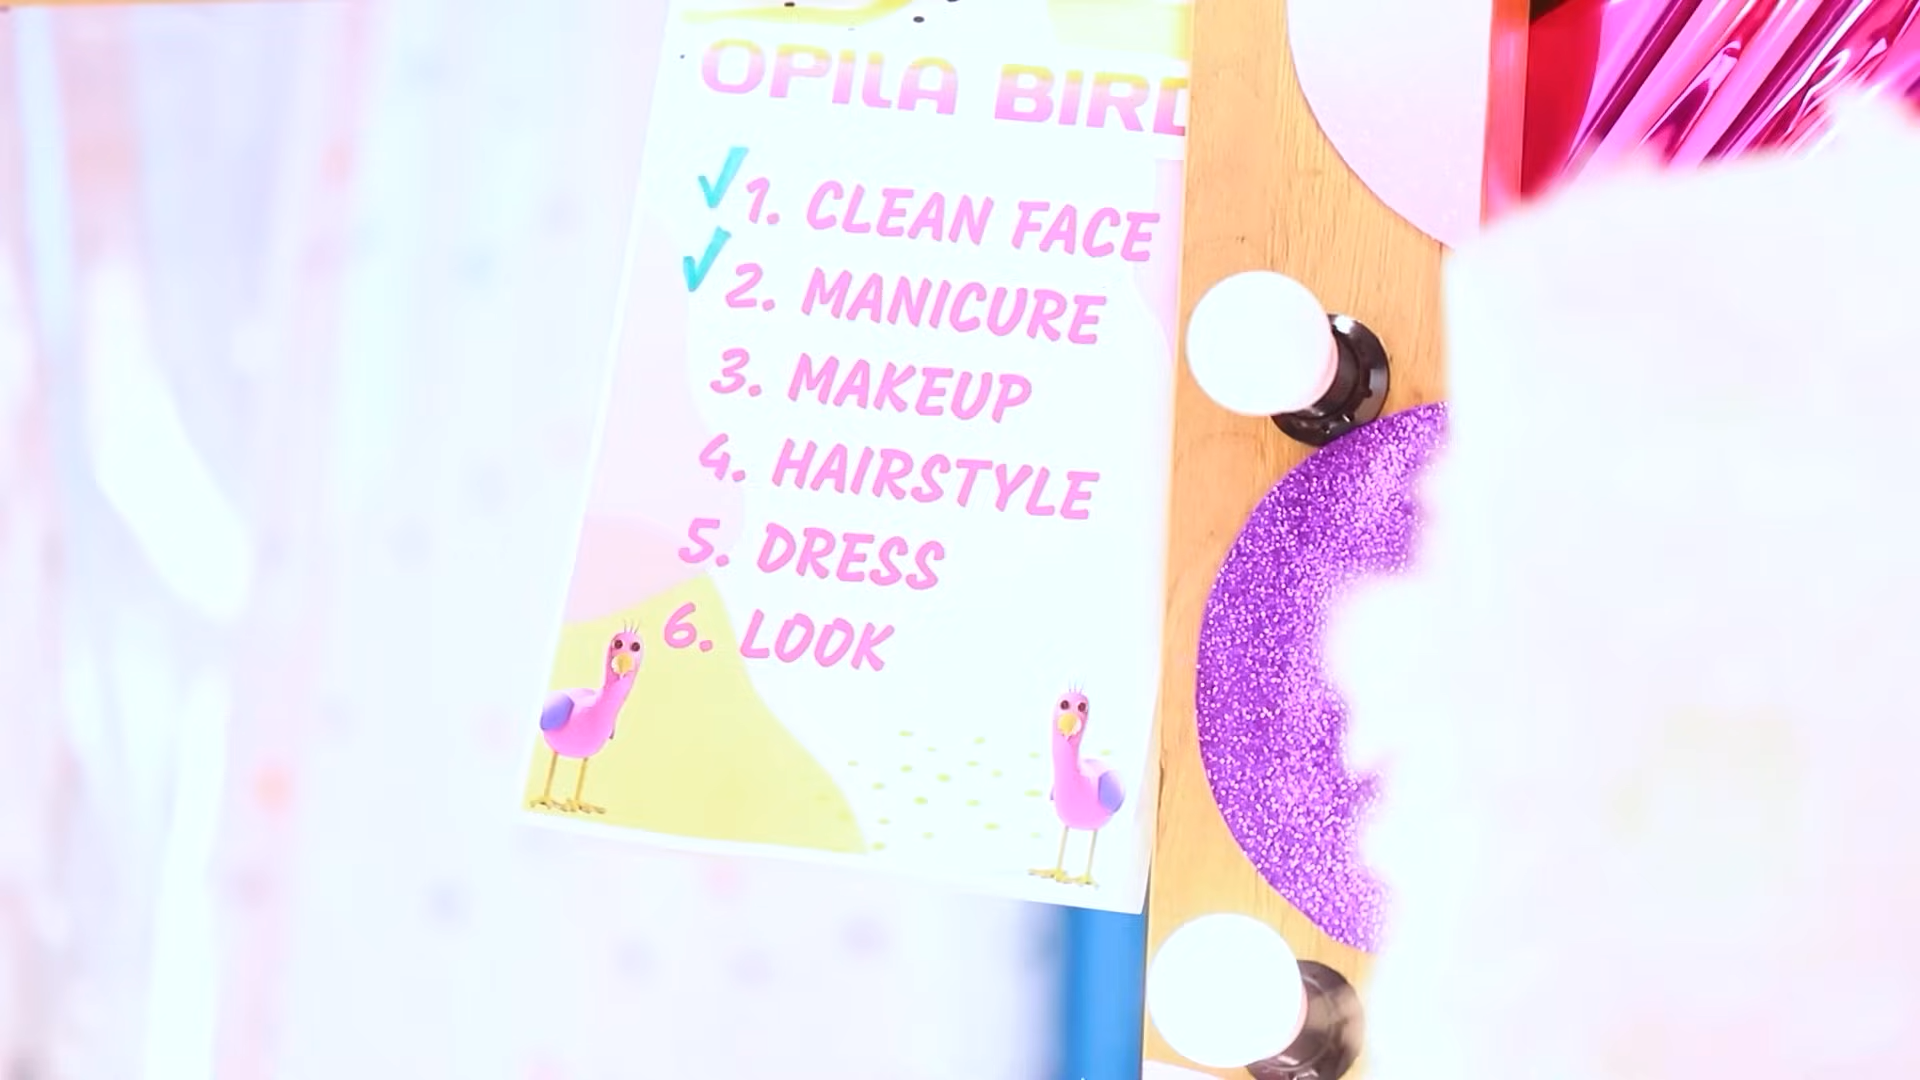 OPILA BIRD
1. CLEAN FACE
2. MANICURE
3. MAKEUP
4. HAIRSTYLE
5. DRESS
6. LOOK